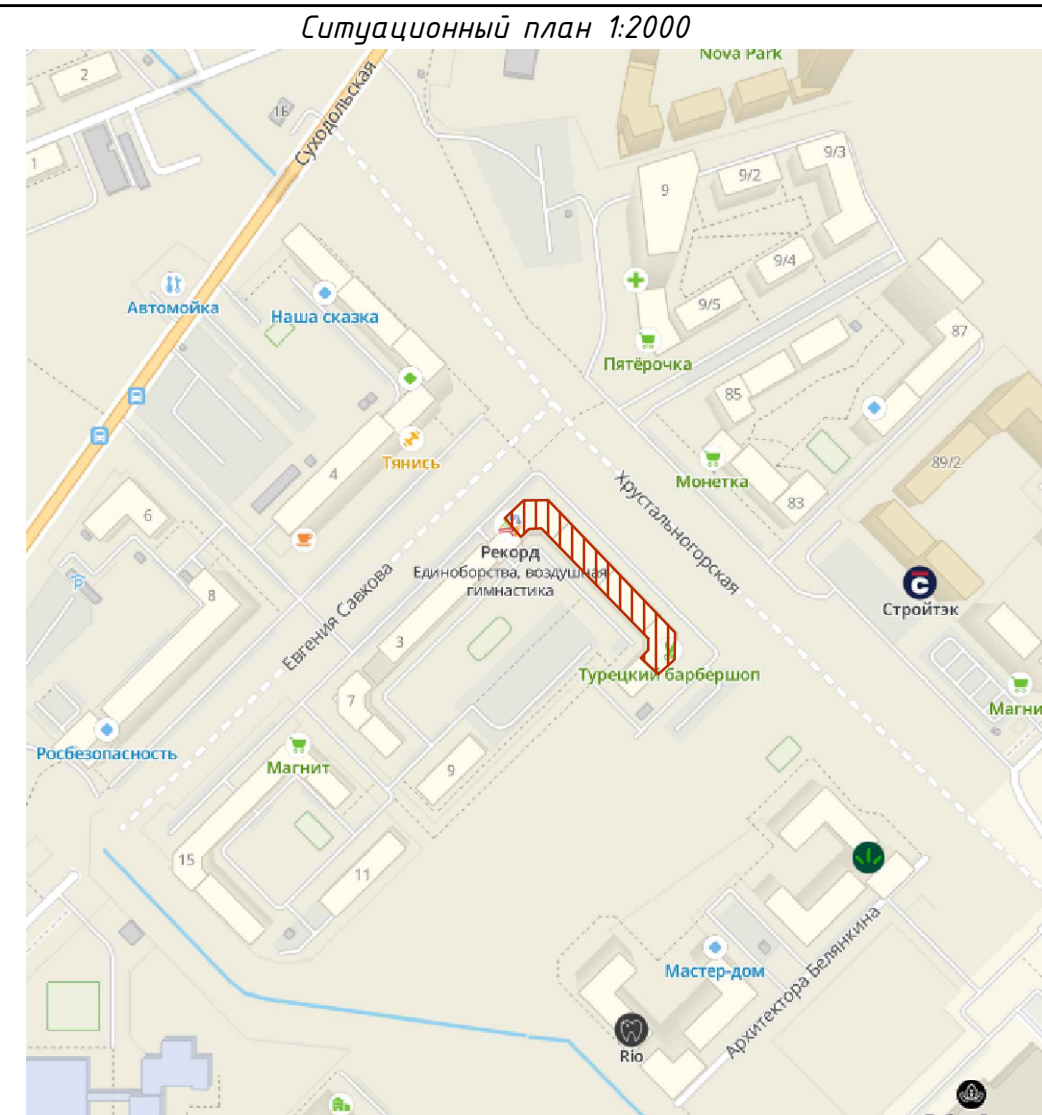 Ситуационный план 1:2000
Nova Park
2
1Б
Суходольская
1
9/3
9/2
9
9/4
Автомойка
Наша сказка
9/5
87
Пятёрочка
85
Тянись
Монетка
89/2
4
83
Хрустальногорская
6
Рекорд
Единоборства, воздушная
гимнастика
Р
8
Стройтэк
Евгения Савкова
3
Турецкий барбершоп
7
Магни
Росбезопасность
Магнит
9
15
11
Мастер-дом
Архитектора Белянкина
Rio